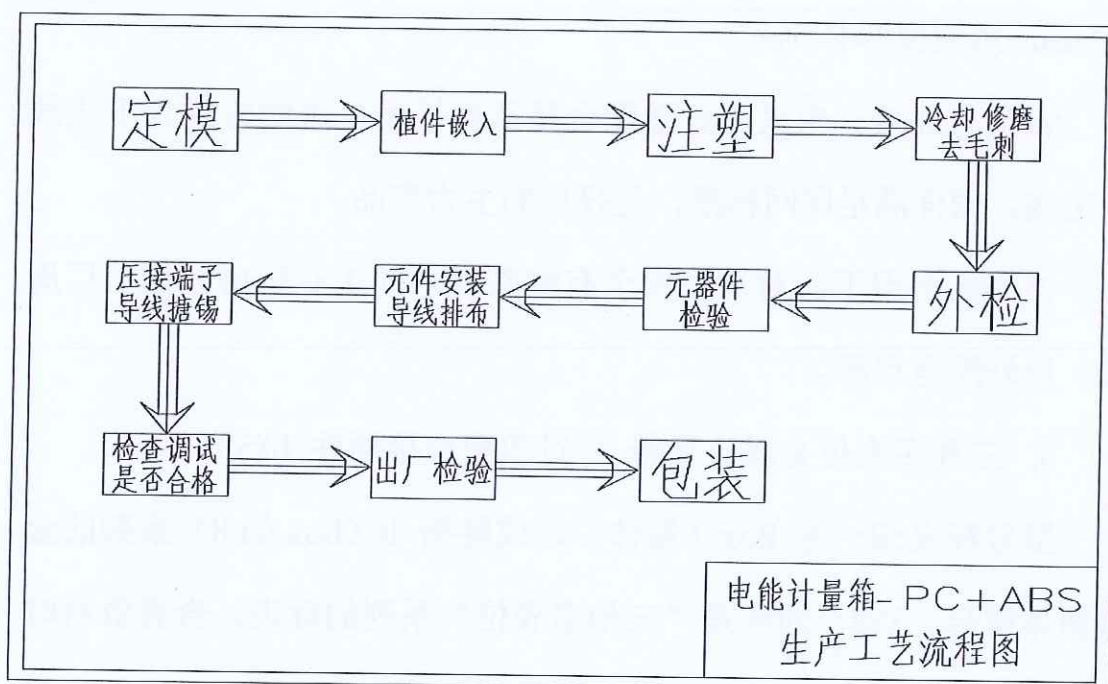 定模
植件嵌入
注塑
冷却修磨
去毛刺
外检
元器件
检验
元件安装
导线排布
压接端子
导线搪锡
检查调试
是否合格
出厂检验
包装
电能计量箱-PC+ABS
生产工艺流程图